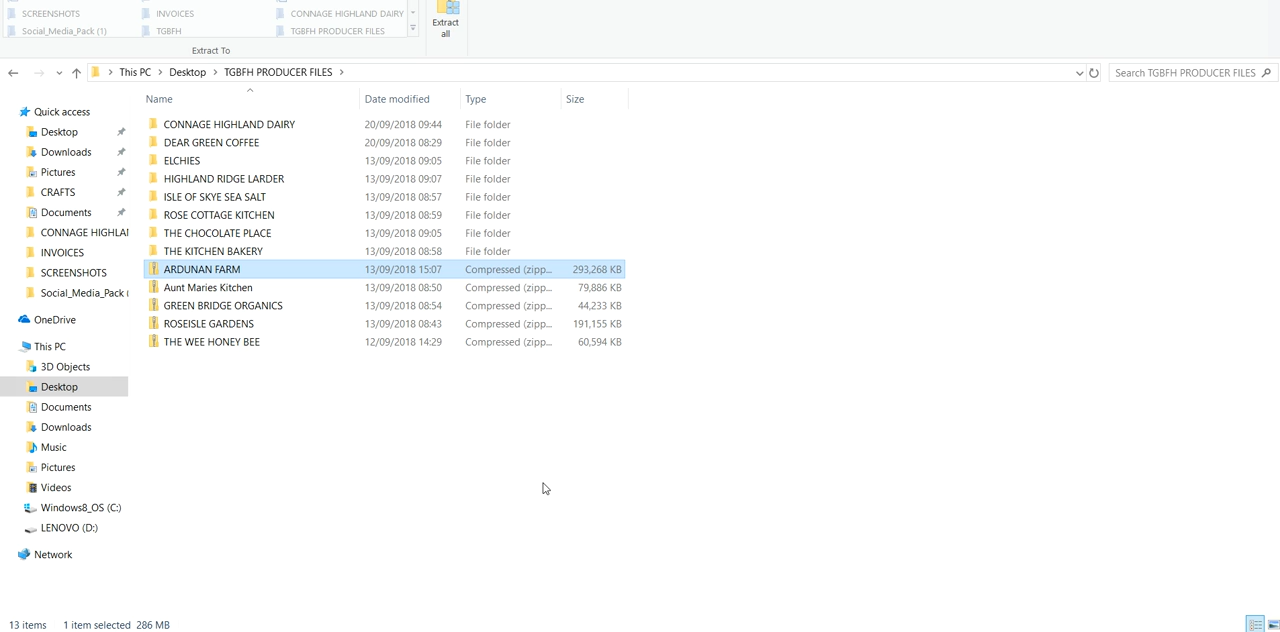 SCREENSHOTS INVOICES CONNAGE HIGHLAND DAIRY
Social_Media_Pack (1) TGBFH TGBFH PRODUCER FILES
Extract To
Extract
all
This PC > Desktop > TGBFH PRODUCER FILES >
Search TGBFH PRODUCER FILES
Name Date modified Type Size
CONNAGE HIGHLAND DAIRY 20/09/2018 09:44 File folder
DEAR GREEN COFFEE 20/09/2018 08:29 File folder
ELCHIES 13/09/2018 09:05 File folder
HIGHLAND RIDGE LARDER 13/09/2018 09:07 File folder
ISLE OF SKYE SEA SALT 13/09/2018 08:57 File folder
ROSE COTTAGE KITCHEN 13/09/2018 08:59 File folder
THE CHOCOLATE PLACE 13/09/2018 09:05 File folder
THE KITCHEN BAKERY 13/09/2018 08:58 File folder
ARDUNAN FARM 13/09/2018 15:07 Compressed (zipp... 293,268 KB
Aunt Maries Kitchen 13/09/2018 08:50 Compressed (zipp... 79,886 KB
GREEN BRIDGE ORGANICS 13/09/2018 08:54 Compressed (zipp... 44,233 KB
ROSEISLE GARDENS 13/09/2018 08:43 Compressed (zipp... 191,155 KB
THE WEE HONEY BEE 12/09/2018 14:29 Compressed (zipp... 60,594 KB
Quick access
Desktop
Downloads
Pictures
CRAFTS
Documents
CONNAGE HIGHLAI
INVOICES
SCREENSHOTS
Social_Media_Pack (
OneDrive
This PC
3D Objects
Desktop
Documents
Downloads
Music
Pictures
Videos
Windows8_OS (C:)
LENOVO (D:)
Network
13 items 1 item selected 286 MB